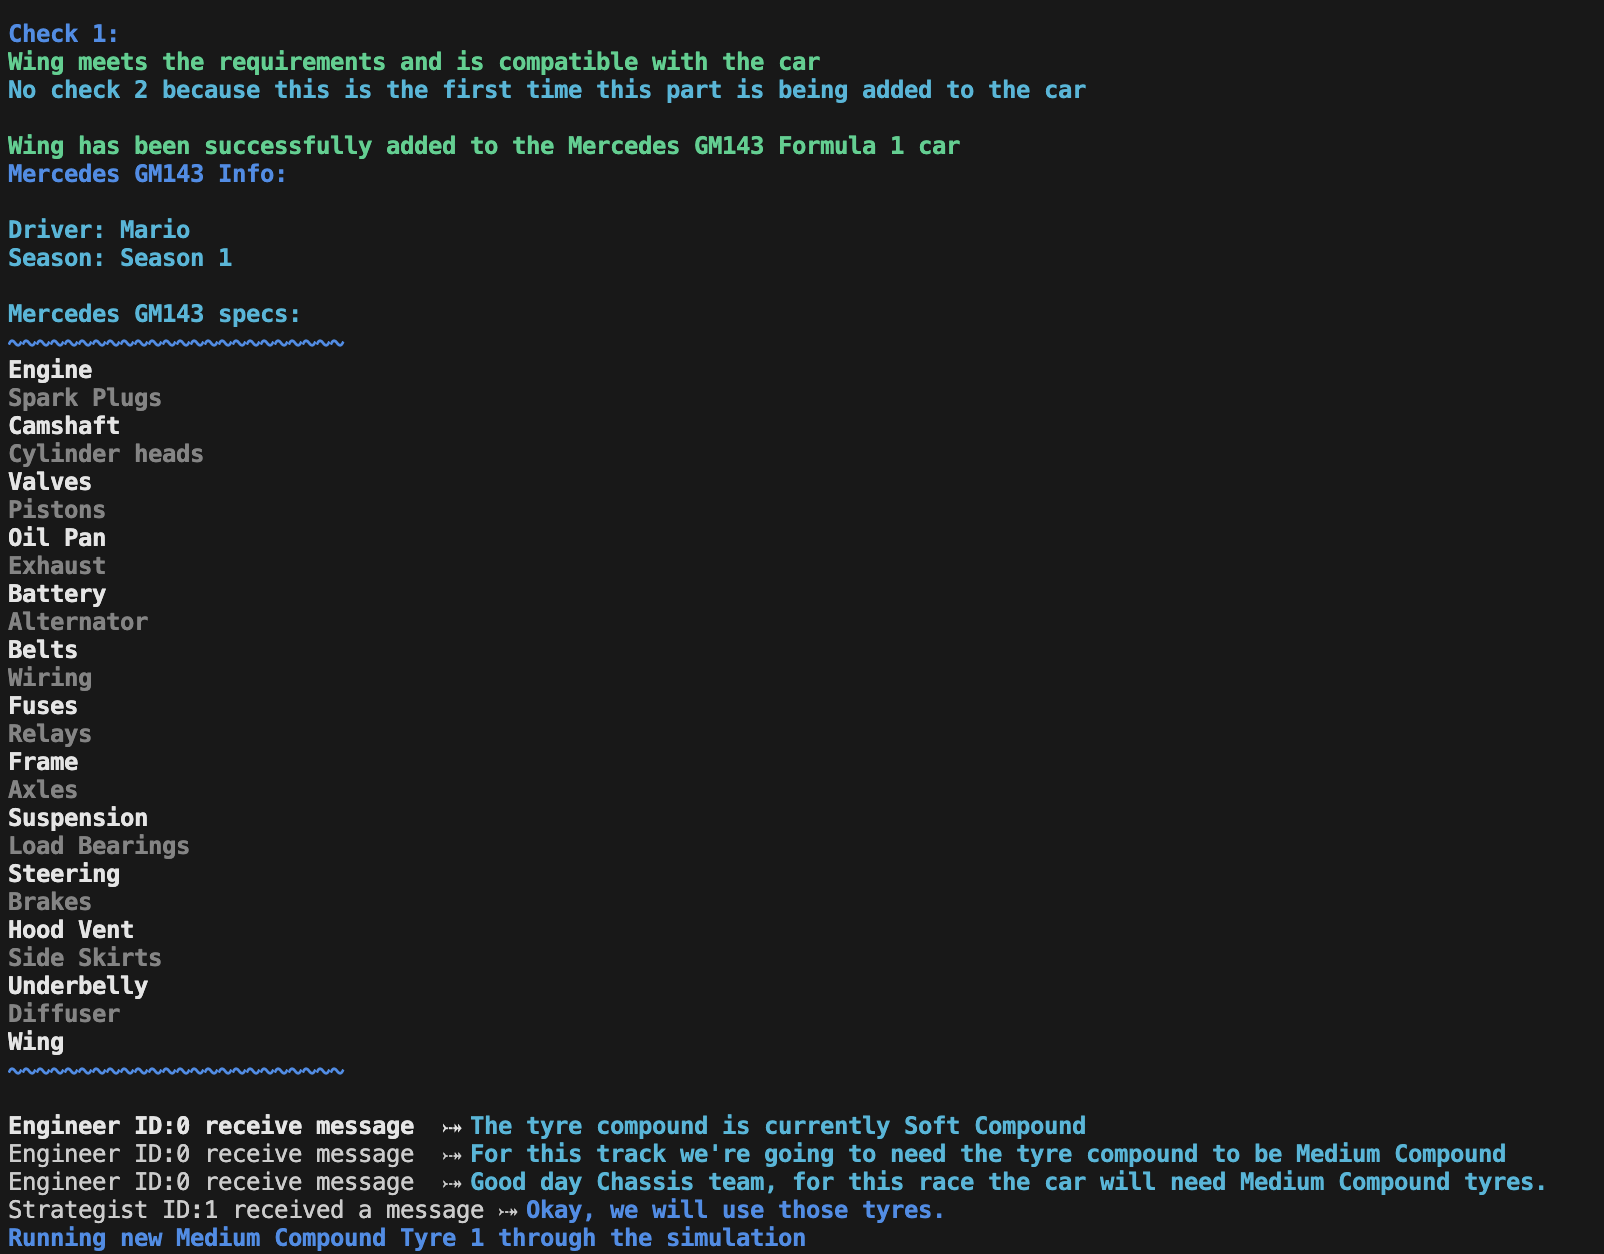 Check 1:
Wing meets the requirements and is compatible with the car
No check 2 because this is the first time this part is being added to the car
Wing has been successfully added to the Mercedes GM143 Formula 1 car
Mercedes GM143 Info:
Driver: Mario
Season: Season 1
Mercedes GM143 specs:
~~~~~~~~~~~~~~~~~~~~~~~~
Engine
Spark Plugs
Camshaft
Cylinder heads
Valves
Pistons
Oil Pan
Exhaust
Battery
Alternator
Belts
Wiring
Fuses
Relays
Frame
Axles
Suspension
Load Bearings
Steering
Brakes
Hood Vent
Side Skirts
Underbelly
Diffuser
Wing
~~~~~~~~~~~~~~~~~~~~~~~~
Engineer ID:0 receive message ⤐ The tyre compound is currently Soft Compound
Engineer ID:0 receive message ⤐ For this track we're going to need the tyre compound to be Medium Compound
Engineer ID:0 receive message ⤐ Good day Chassis team, for this race the car will need Medium Compound tyres.
Strategist ID:1 received a message ⤐ Okay, we will use those tyres.
Running new Medium Compound Tyre 1 through the simulation